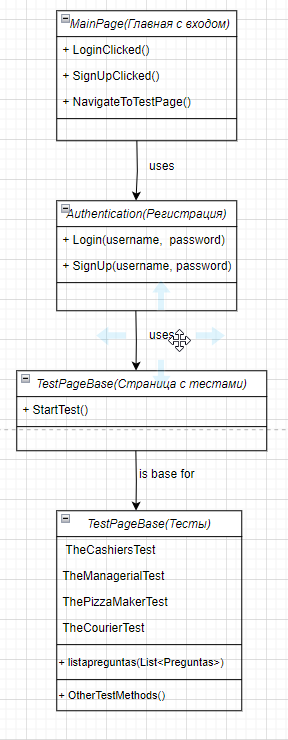 MainPage(Главная с входом)
+ LoginClicked()
+ SignUpClicked()
+ NavigateToTestPage()
uses
Authentication(Регистрация)
+ Login(username, password)
+ SignUp(username, password)
uses
TestPageBase(Страница с тестами)
+ StartTest()
is base for
TestPageBase(Тесты)
TheCashiersTest
TheManagerialTest
ThePizzaMakerTest
TheCourierTest
+ listapreguntas(List<Preguntas>)
+ OtherTestMethods()